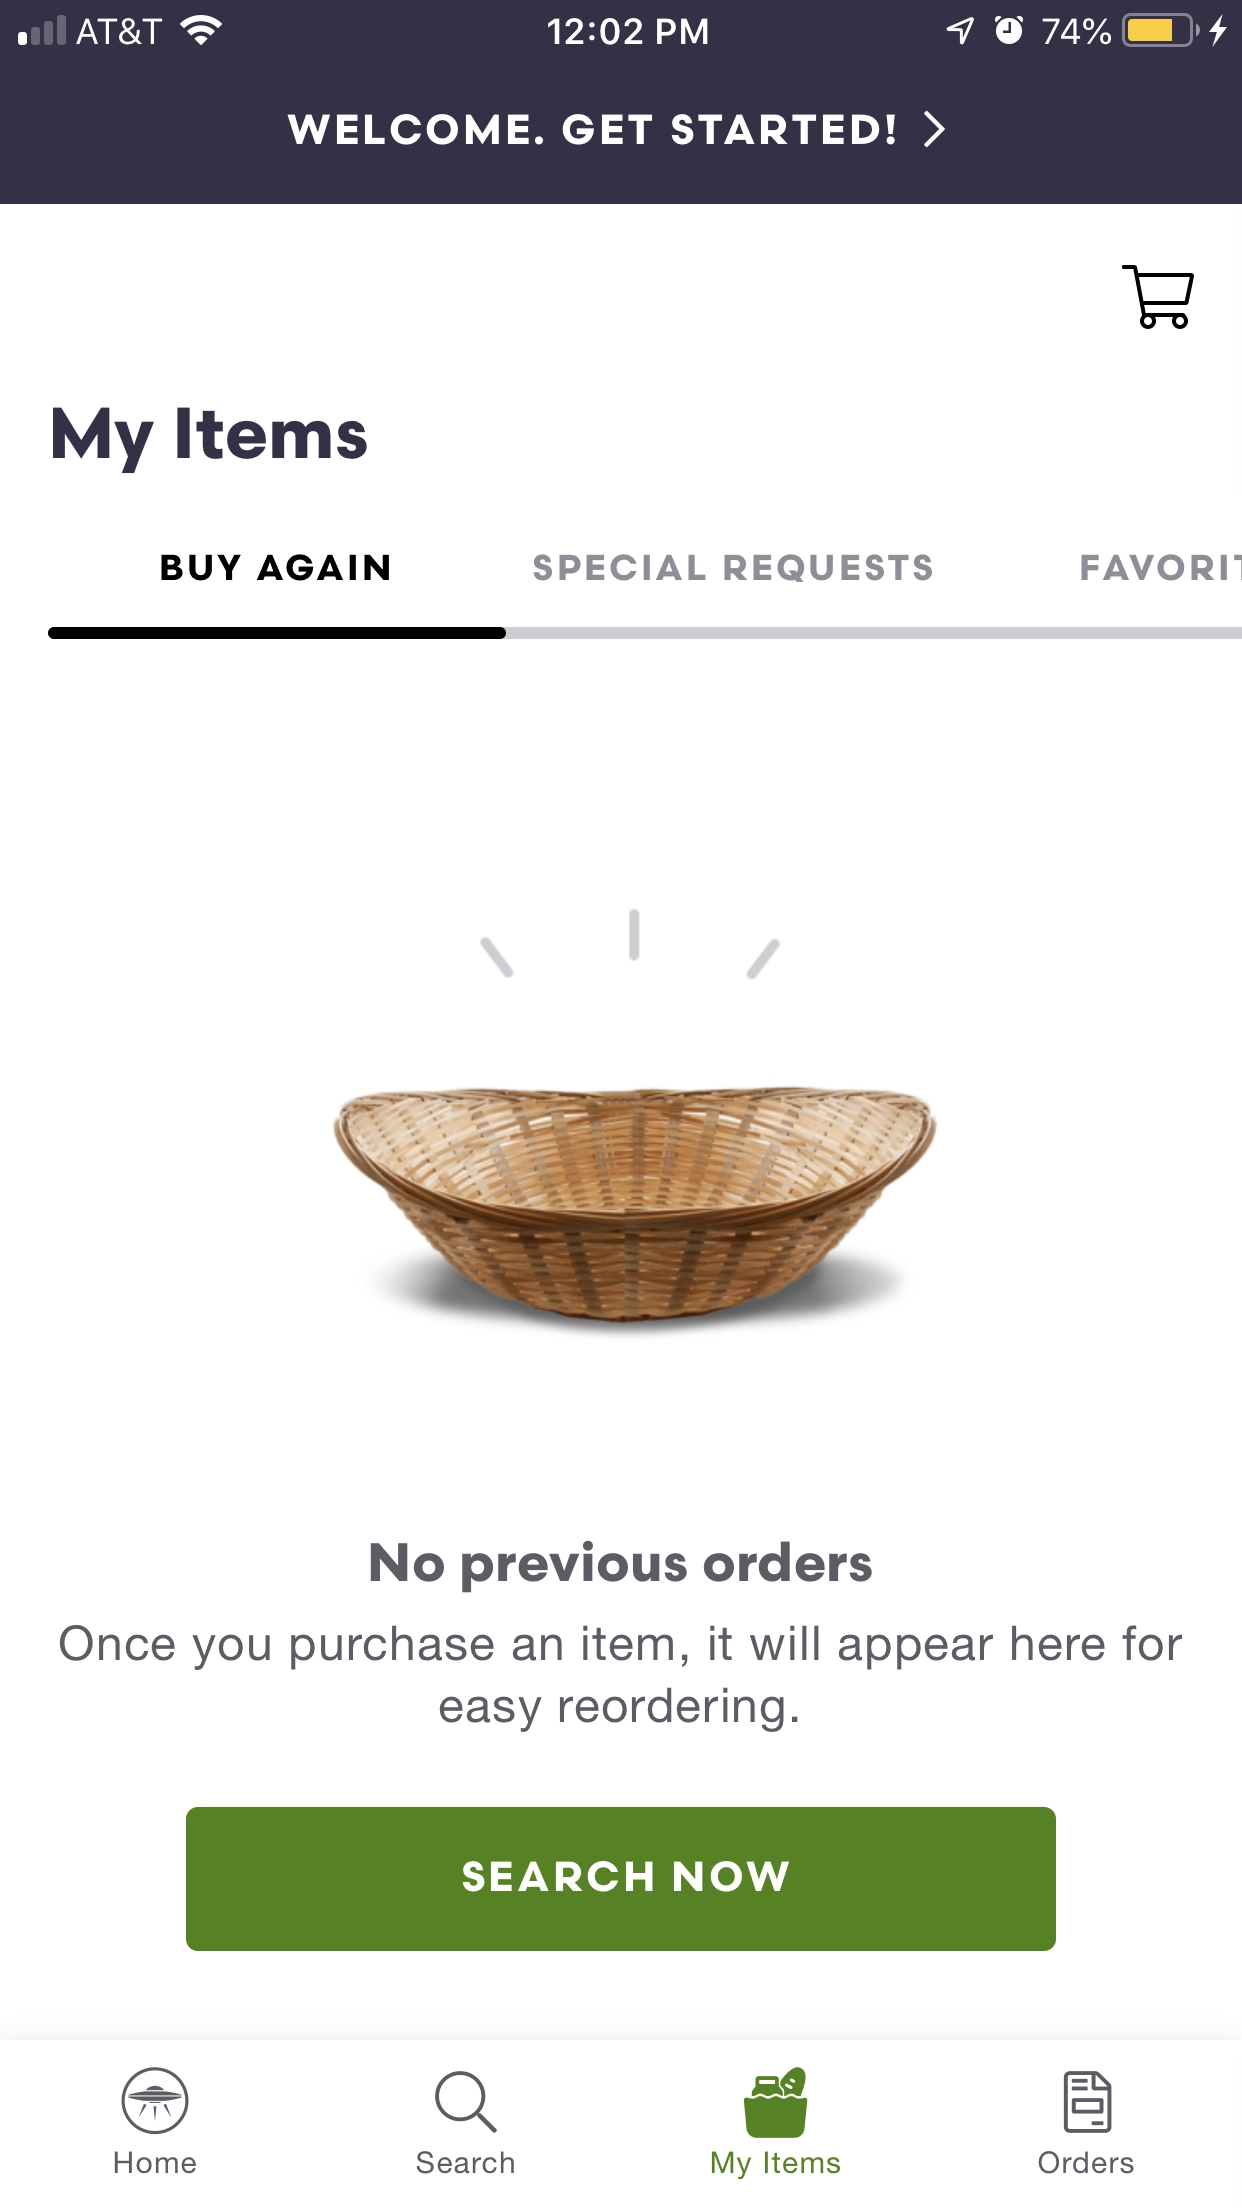 AT&T 12:02 PM 74%
WELCOME. GET STARTED!
My Items
BUY AGAIN SPECIAL REQUESTS FAVORIT
No previous orders
Once you purchase an item, it will appear here for
easy reordering.
SEARCH NOW
Home Search My Items Orders